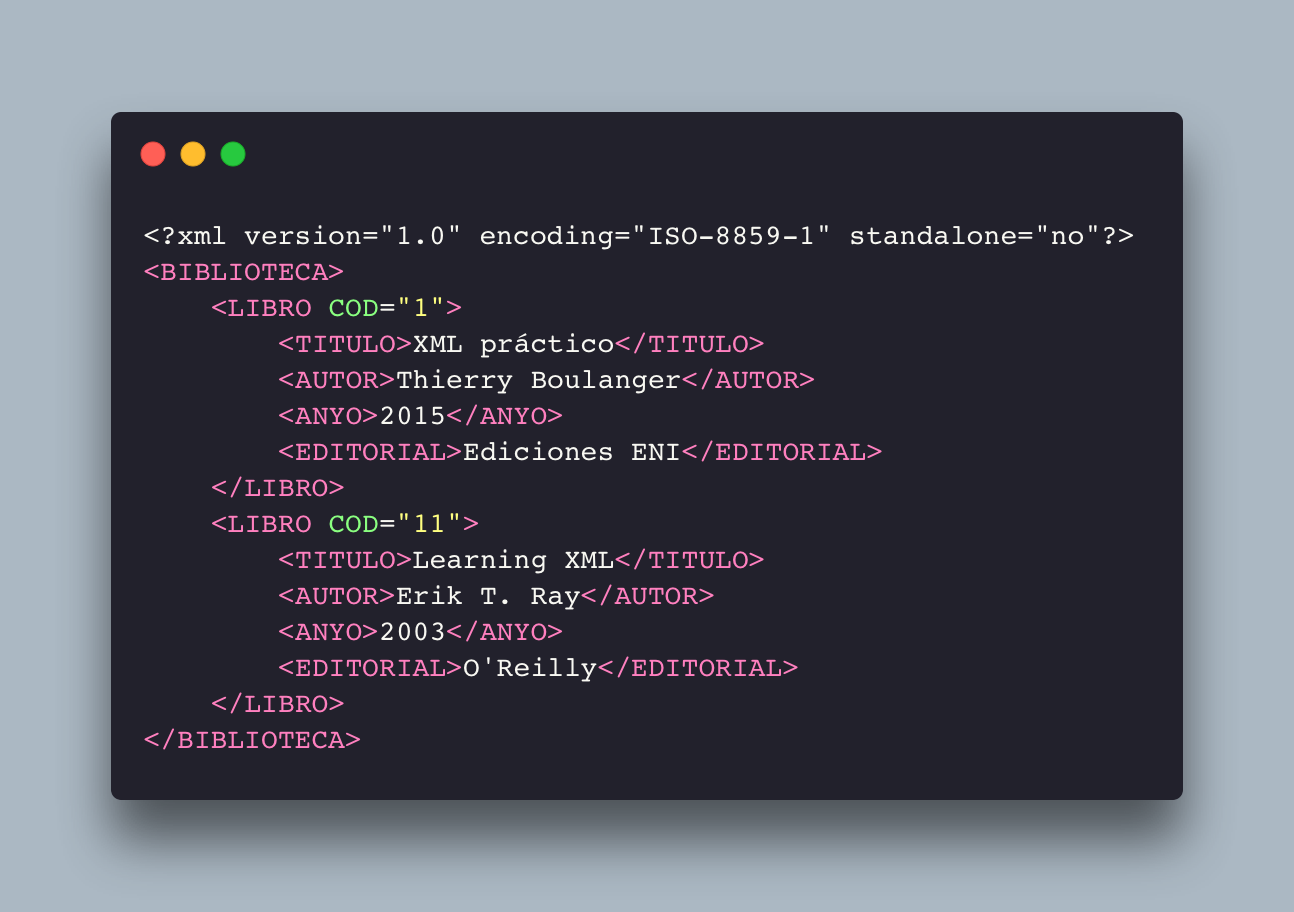 <?xml version="1.0" encoding="ISO-8859-1" standalone="no"?>
<BIBLIOTECA>
    <LIBRO COD="1">
        <TITULO>XML práctico</TITULO>
        <AUTOR>Thierry Boulanger</AUTOR>
        <ANYO>2015</ANYO>
        <EDITORIAL>Ediciones ENI</EDITORIAL>
    </LIBRO>
    <LIBRO COD="11">
        <TITULO>Learning XML</TITULO>
        <AUTOR>Erik T. Ray</AUTOR>
        <ANYO>2003</ANYO>
        <EDITORIAL>O'Reilly</EDITORIAL>
    </LIBRO>
</BIBLIOTECA>